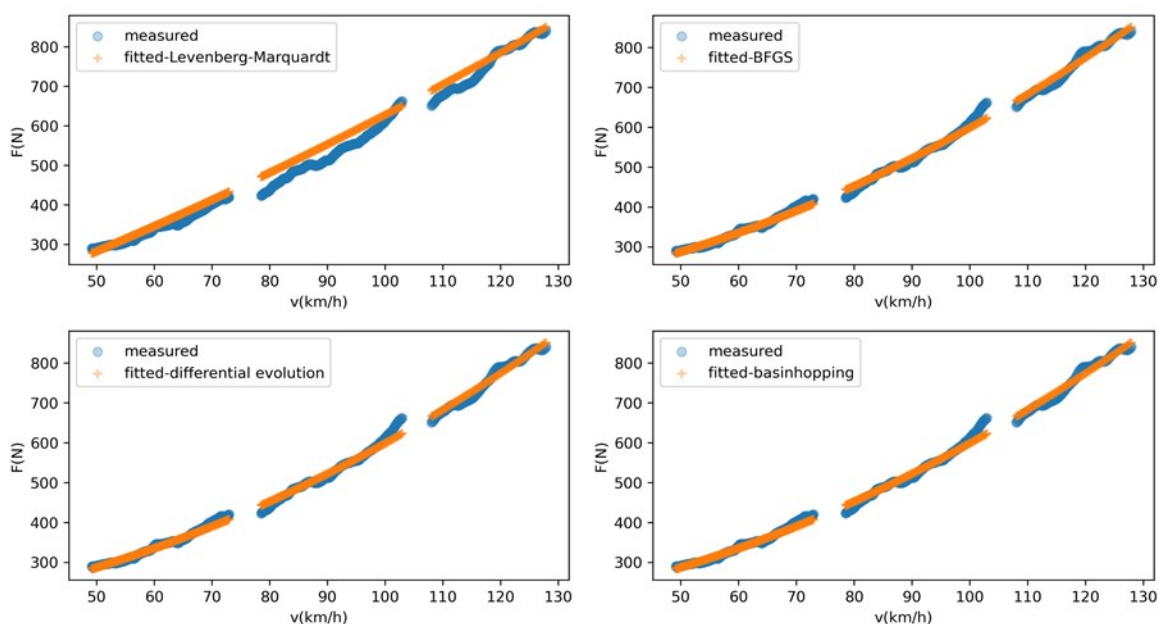 measured
fitted-Levenberg-Marquardt
F(N)
800
700
600
500
400
300
50 60 70 80 90 100 110 120 130
v(km/h)
measured
fitted-BFGS
F(N)
800
700
600
500
400
300
50 60 70 80 90 100 110 120 130
v(km/h)
measured
fitted-differential evolution
F(N)
800
700
600
500
400
300
50 60 70 80 90 100 110 120 130
v(km/h)
measured
fitted-basinhopping
F(N)
800
700
600
500
400
300
50 60 70 80 90 100 110 120 130
v(km/h)